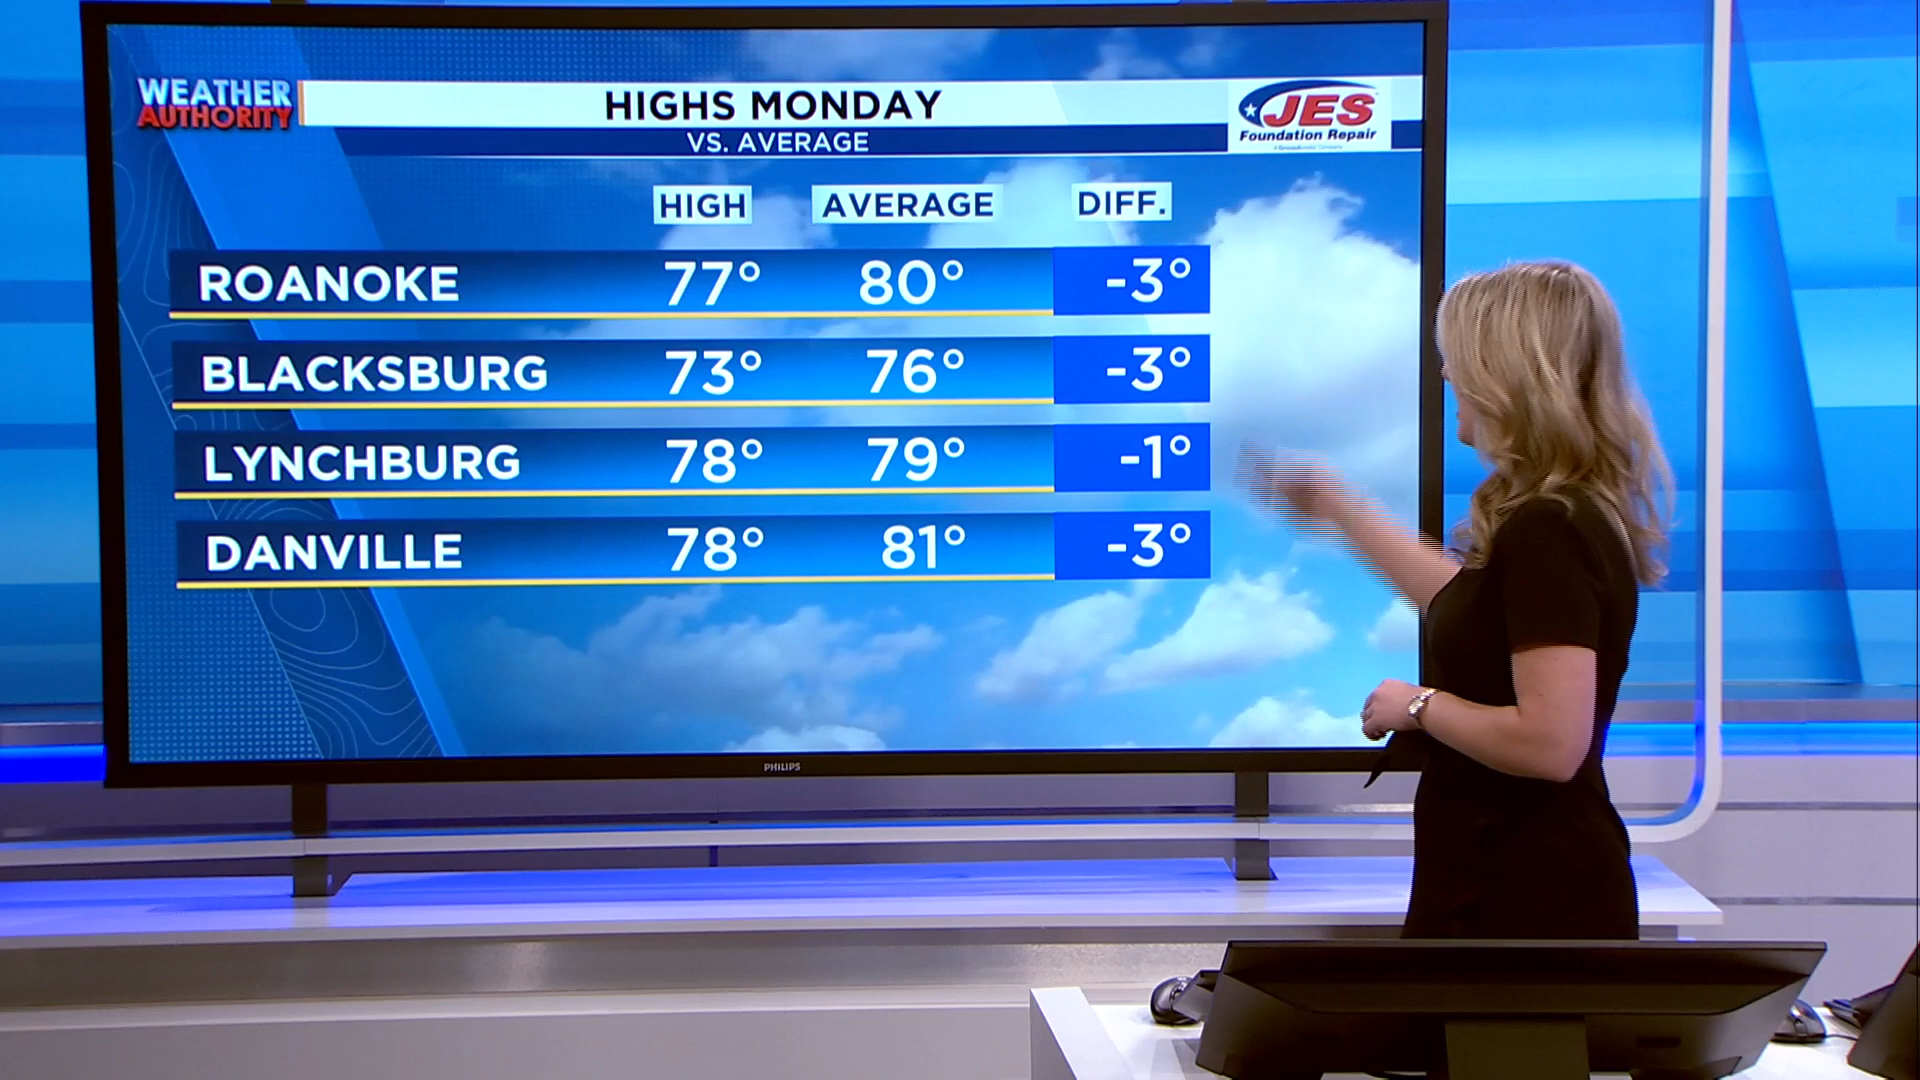 WEATHER
AUTHORITY
HIGHS MONDAY
VS. AVERAGE
JES
Foundation Repair
HIGH AVERAGE DIFF.
ROANOKE 77° 80° -3°
BLACKSBURG 73° 76° -3°
LYNCHBURG 78° 79° -1°
DANVILLE 78° 81° -3°
PHILIPS